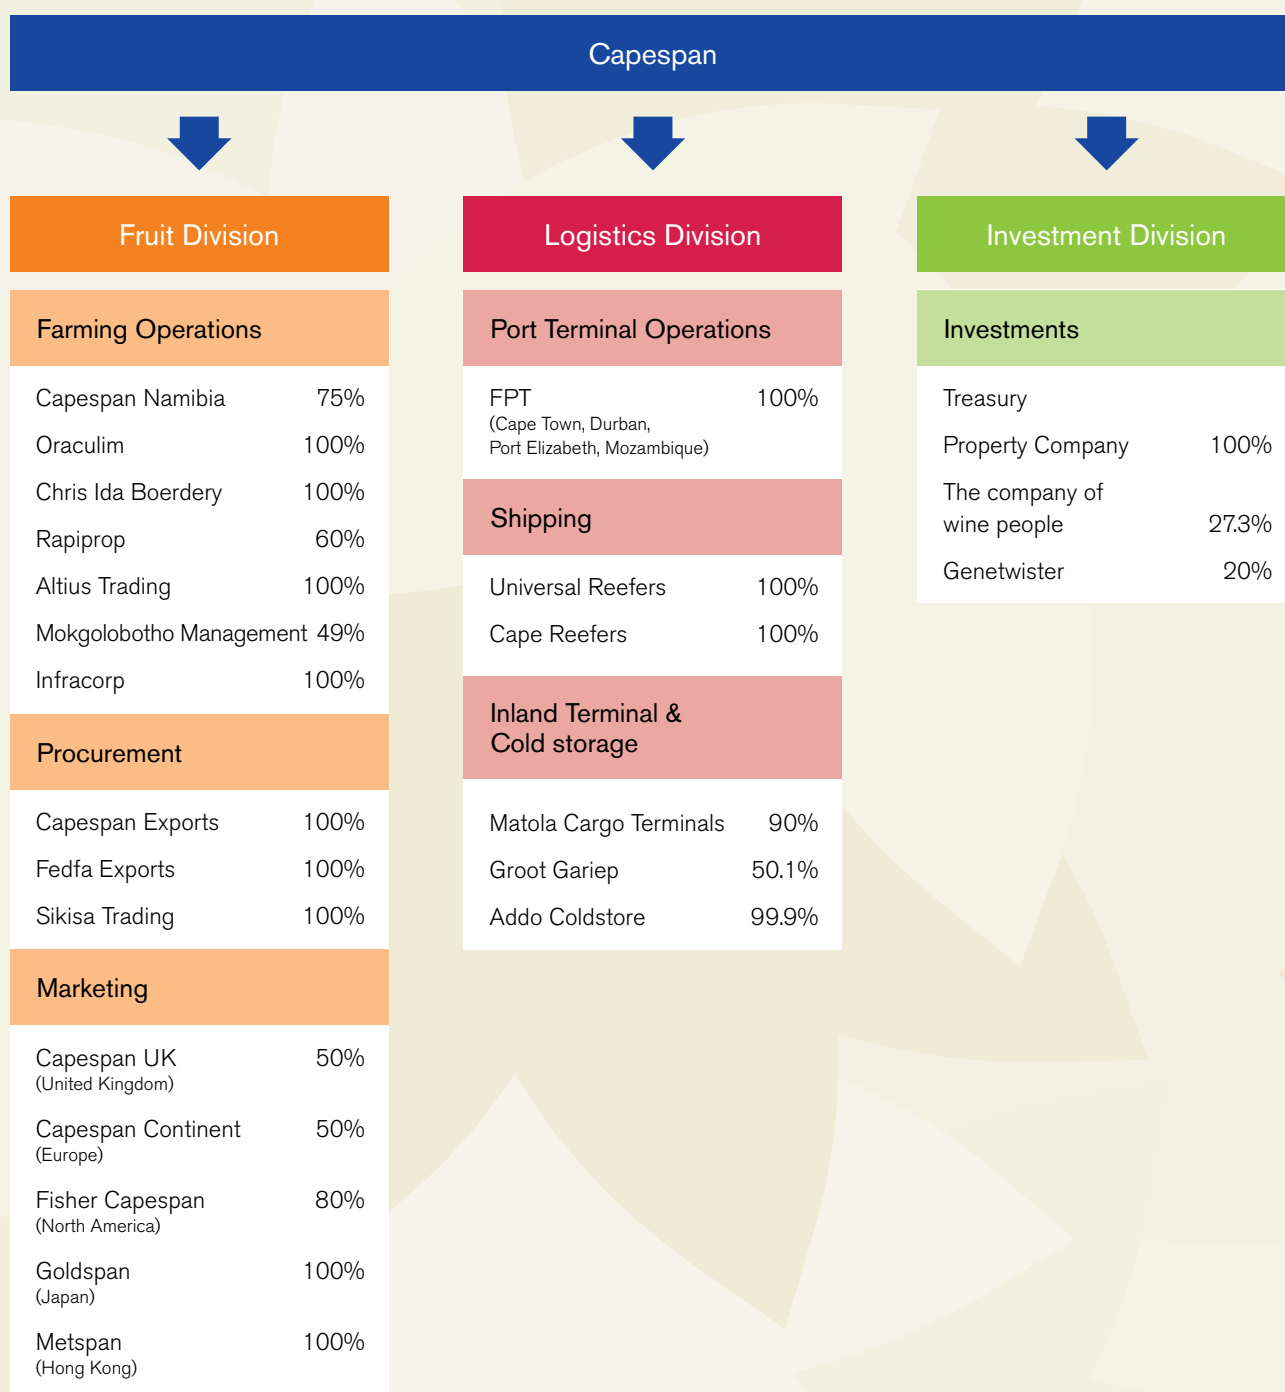 Capespan
Fruit Division
Farming Operations
Capespan Namibia 75%
Oraculim 100%
Chris Ida Boerdery 100%
Rapiprop 60%
Altius Trading 100%
Mokgolobotho Management 49%
Infracorp 100%
Procurement
Capespan Exports 100%
Fedfa Exports 100%
Sikisa Trading 100%
Marketing
Capespan UK 50%
(United Kingdom)
Capespan Continent 50%
(Europe)
Fisher Capespan 80%
(North America)
Goldspan 100%
(Japan)
Metspan 100%
(Hong Kong)
Logistics Division
Port Terminal Operations
FPT 100%
(Cape Town, Durban,
Port Elizabeth, Mozambique)
Shipping
Universal Reefers 100%
Cape Reefers 100%
Inland Terminal &
Cold storage
Matola Cargo Terminals 90%
Groot Gariep 50.1%
Addo Coldstore 99.9%
Investment Division
Investments
Treasury
Property Company 100%
The company of
wine people 27.3%
Genetwister 20%